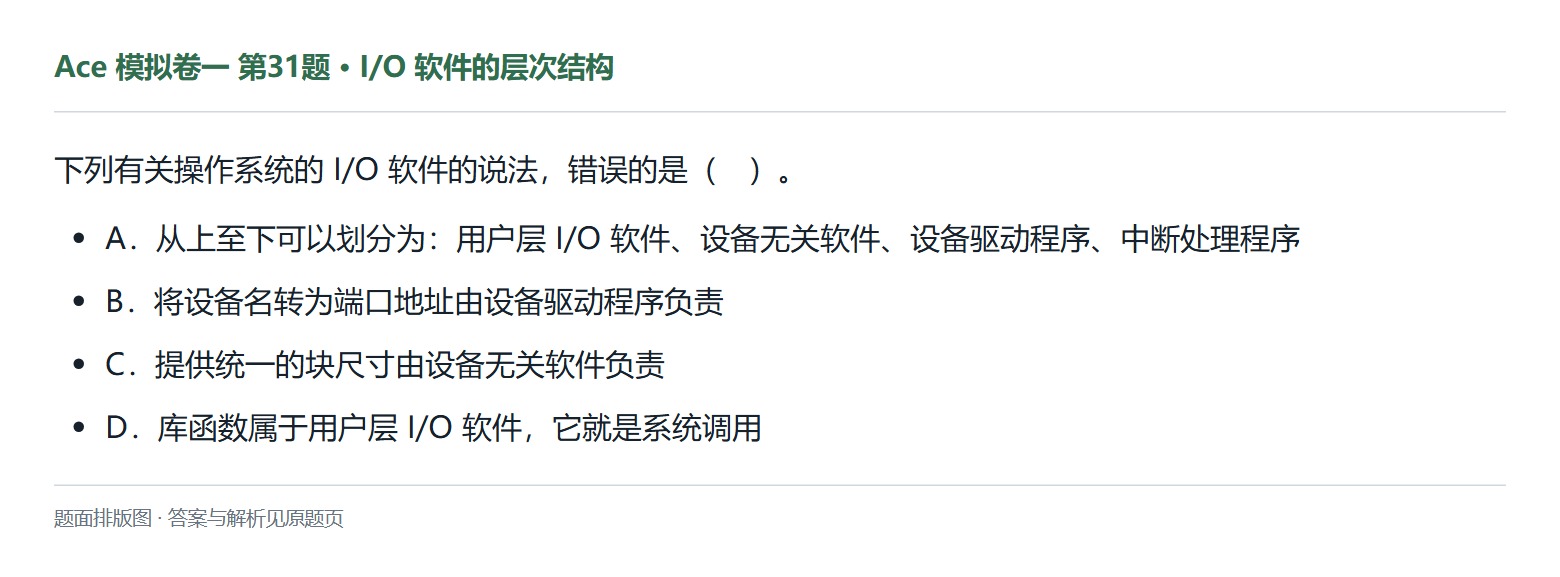 Ace 模拟卷一 第31题 · I/O 软件的层次结构
下列有关操作系统的 I/O 软件的说法，错误的是（　）。
• A．从上至下可以划分为：用户层 I/O 软件、设备无关软件、设备驱动程序、中断处理程序
• B．将设备名转为端口地址由设备驱动程序负责
• C．提供统一的块尺寸由设备无关软件负责
• D．库函数属于用户层 I/O 软件，它就是系统调用
题面排版图 · 答案与解析见原题页